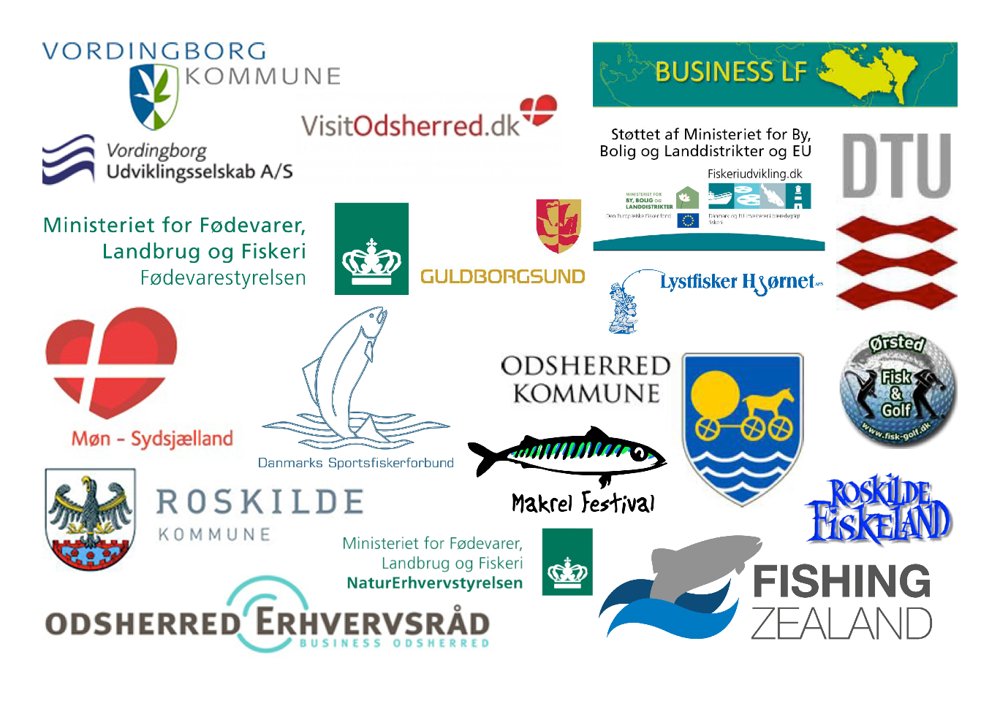 VORDINGBORG
KOMMUNE
BUSINESS LF
VisitOdsherred.dk
Vordingborg
Udviklingsselskab A/S
Støttet af Ministeriet for By,
Bolig og Landdistrikter og EU
Fiskeriudvikling.dk
MINISTERIET FOR
BY, BOLIG OG
LANDDISTRIKTER
Den Europæiske Fiskerifond
Danmark og EU investerer i bæredygtigt
fiskeri
DTU
Ministeriet for Fødevarer,
Landbrug og Fiskeri
Fødevarestyrelsen
GULDBORGSUND
Lystfisker Hjørnet APS
Møn - Sydsjælland
Danmarks Sportsfiskerforbund
ODSHERRED
KOMMUNE
Ørsted
Fisk
&
Golf
www.fisk-golf.dk
Makrel Festival
ROSKILDE
KOMMUNE
ROSKILDE
FISKELAND
Ministeriet for Fødevarer,
Landbrug og Fiskeri
NaturErhvervstyrelsen
ODSHERRED ERHVERVSRÅD
BUSINESS ODSHERRED
FISHING
ZEALAND